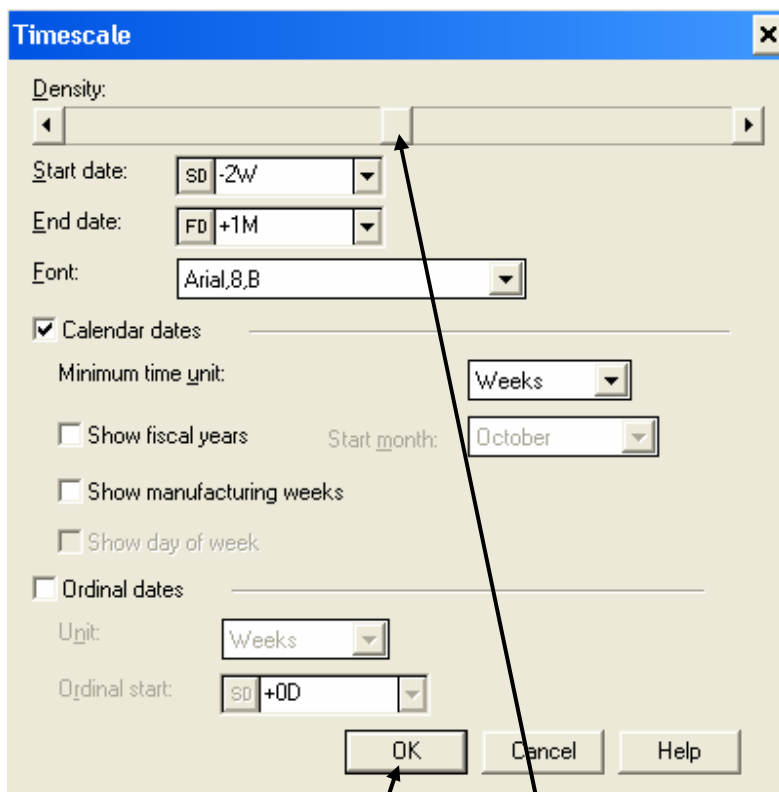 Timescale
Density:
Start date: SD -2W
End date: FD +1M
Font: Arial,8,B
Calendar dates
Minimum time unit: Weeks
Show fiscal years Start month: October
Show manufacturing weeks
Show day of week
Ordinal dates
Unit: Weeks
Ordinal start: SD +0D
OK Cancel Help